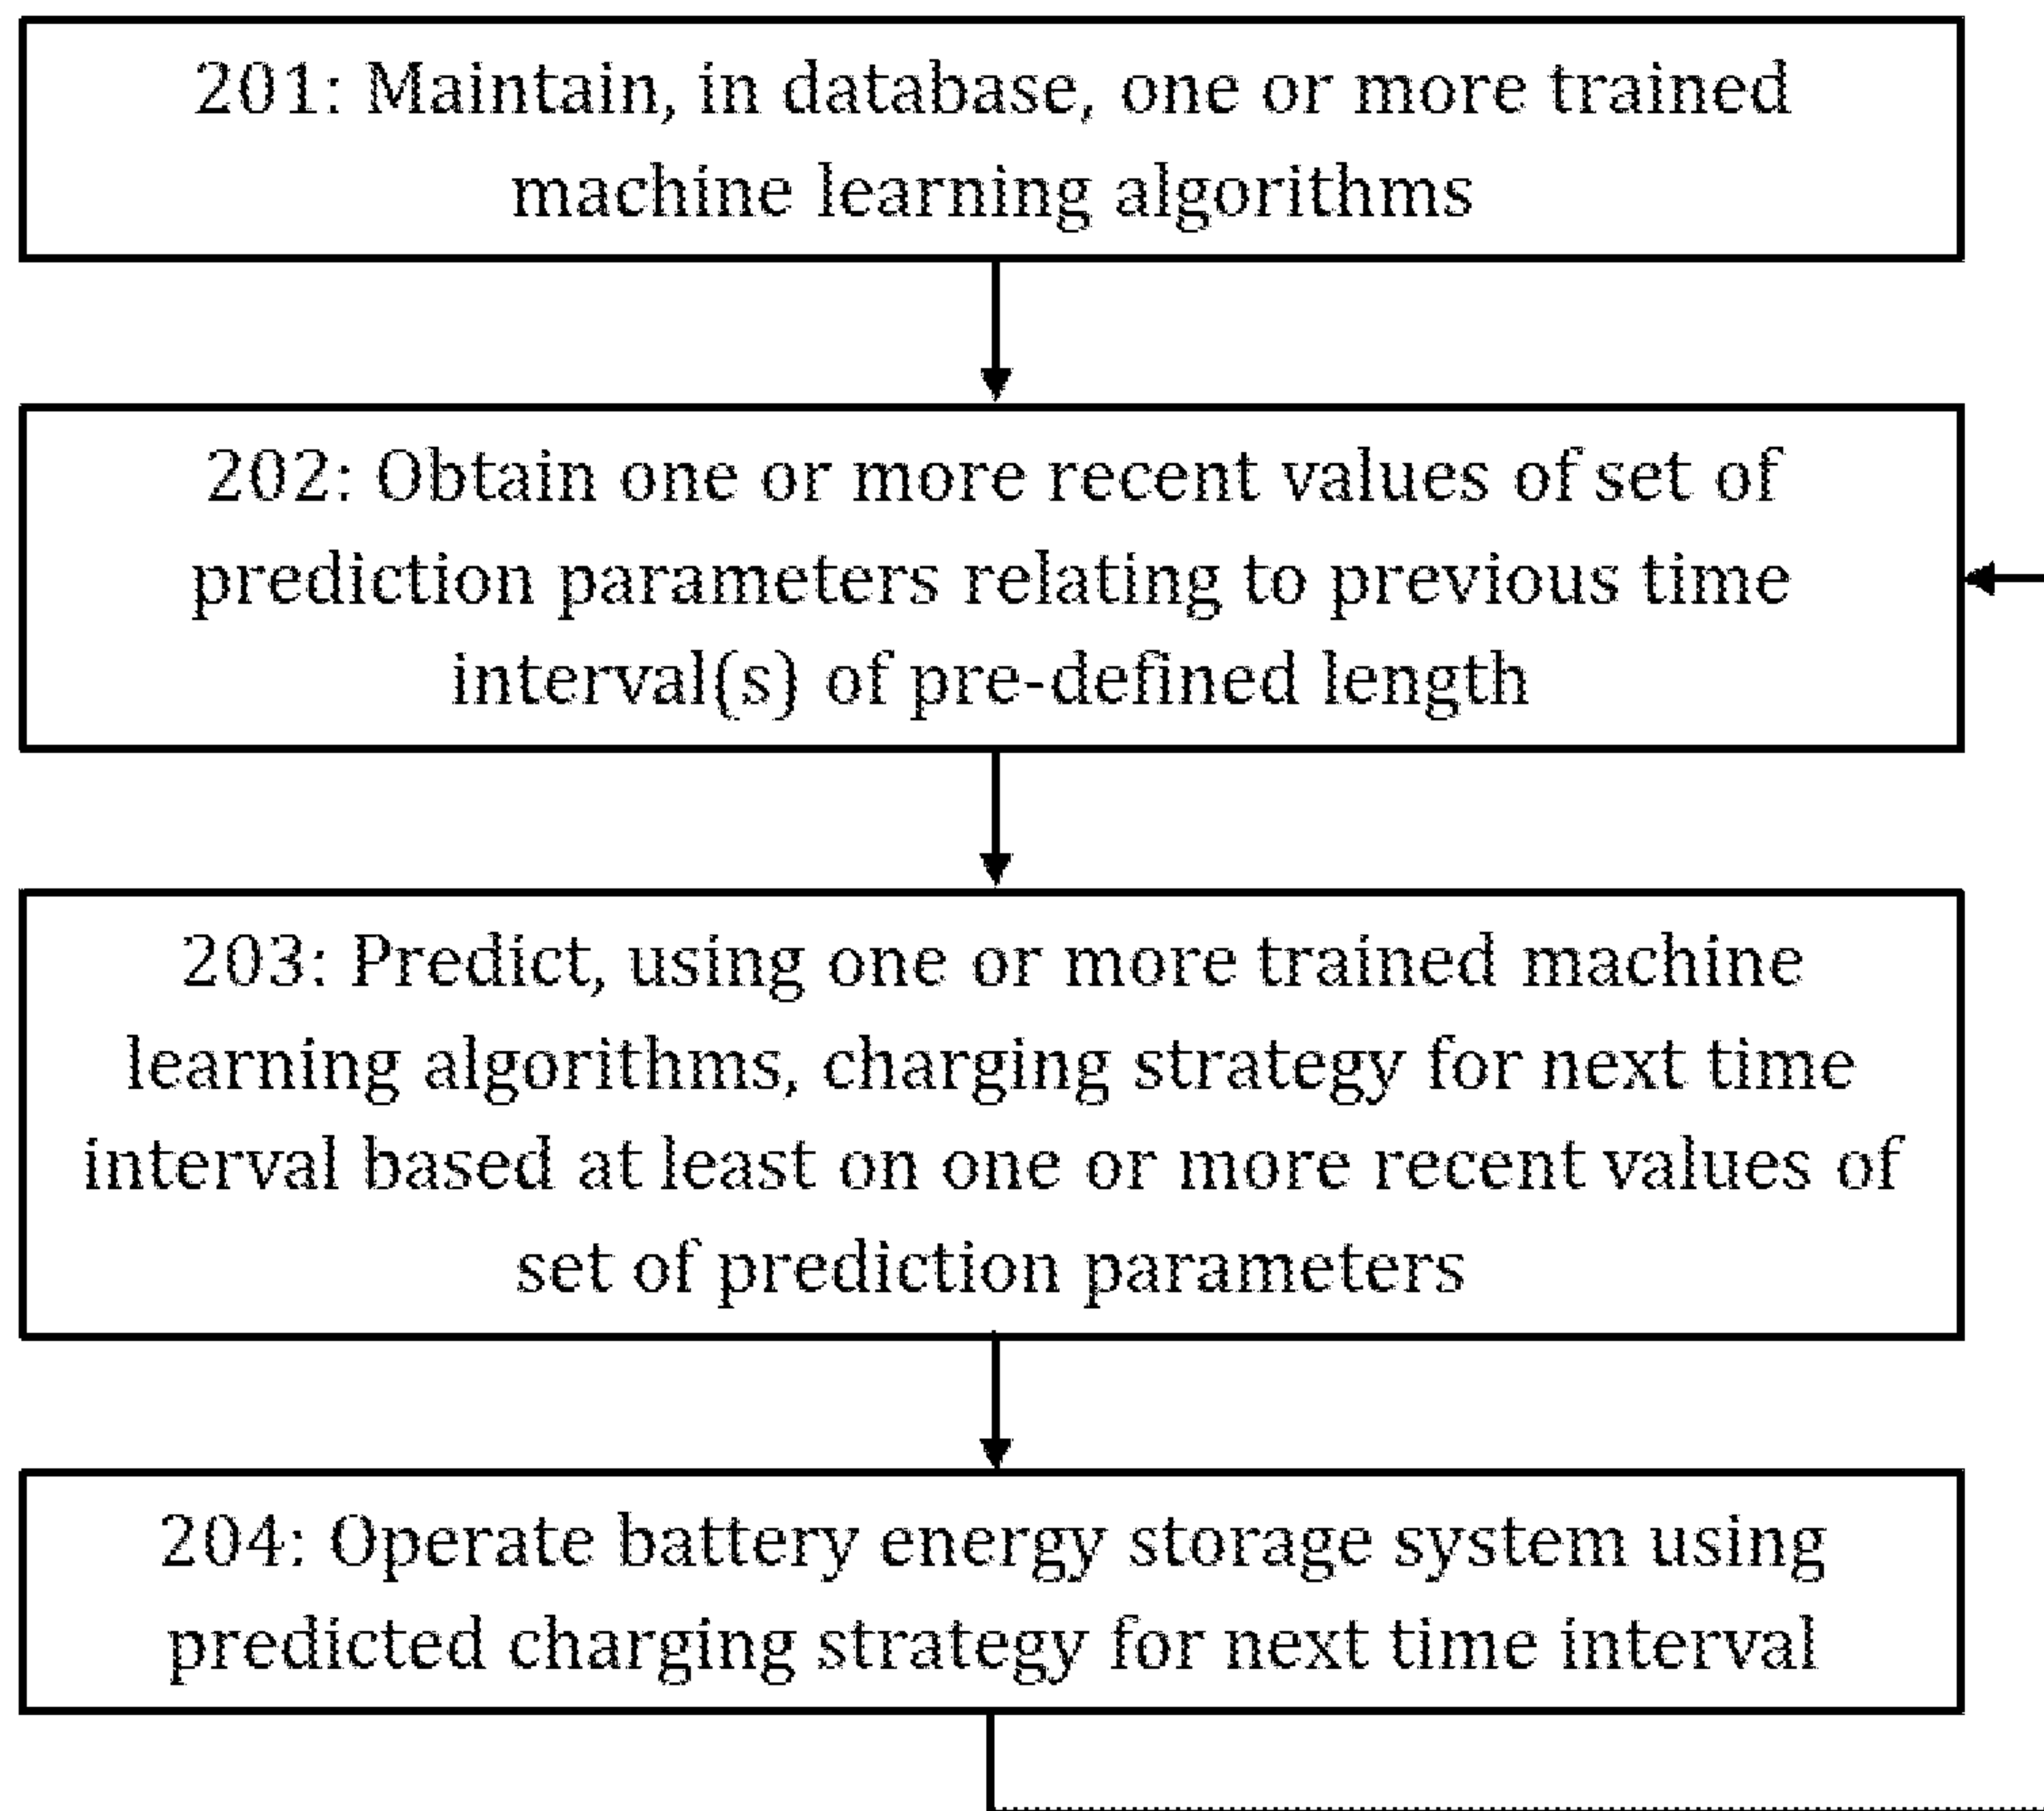 201: Maintain, in database, one or more trained
machine learning algorithms
202: Obtain one or more recent values of set of
prediction parameters relating to previous time
interval(s) of pre-defined length
203: Predict, using one or more trained machine
learning algorithms, charging strategy for next time
interval based at least on one or more recent values of
set of prediction parameters
204: Operate battery energy storage system using
predicted charging strategy for next time interval